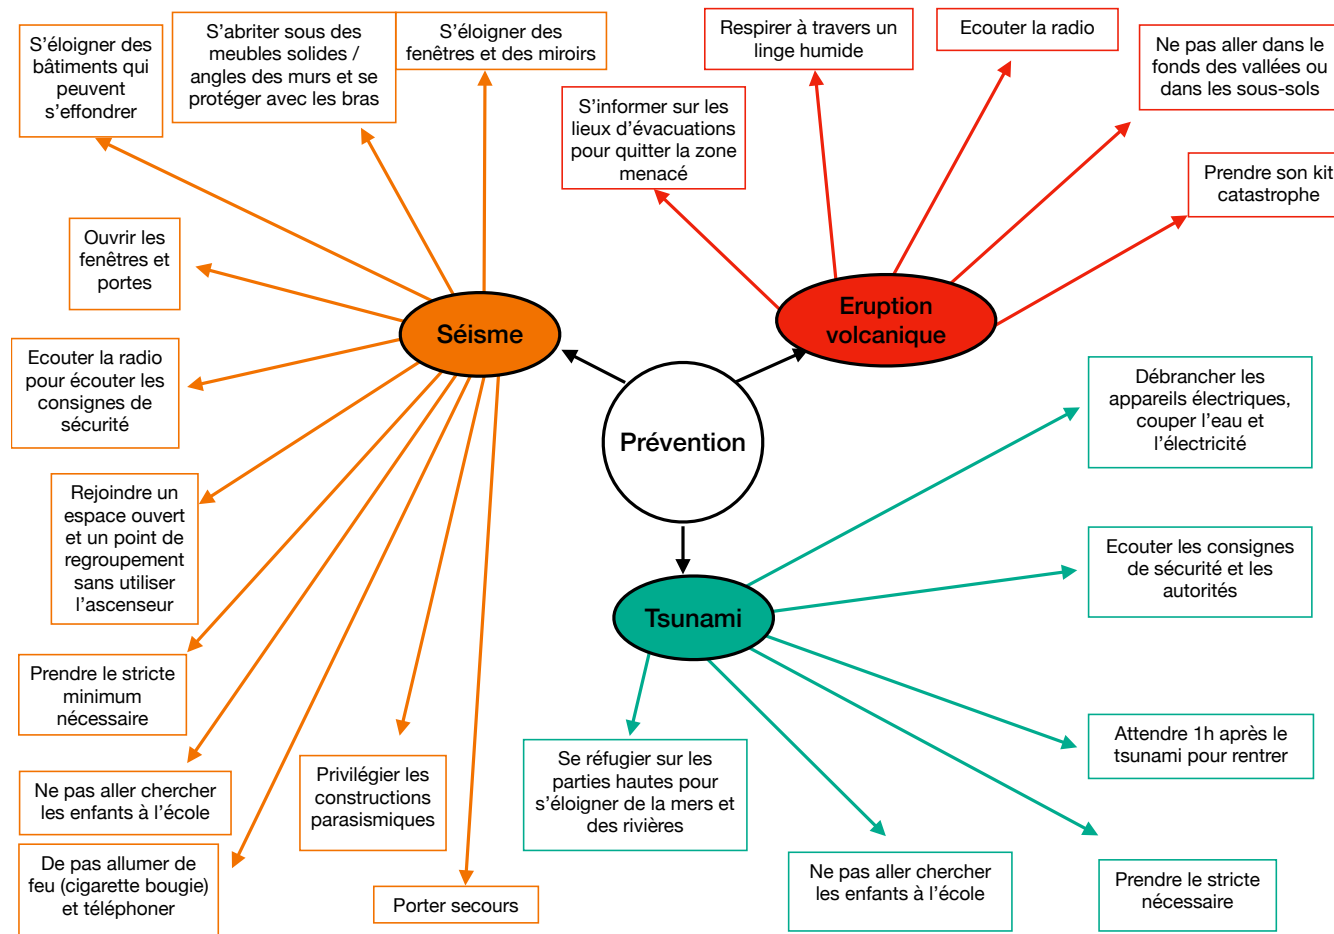 S’éloigner des
bâtiments qui
peuvent
s’effondrer
S’abriter sous des
meubles solides /
angles des murs et se
protéger avec les bras
S’éloigner des
fenêtres et des miroirs
Ouvrir les
fenêtres et
portes
Ecouter la radio
pour écouter les
consignes de
sécurité
Rejoindre un
espace ouvert
et un point de
regroupement
sans utiliser
l’ascenseur
Prendre le stricte
minimum
nécessaire
Ne pas aller chercher
les enfants à l’école
De pas allumer de
feu (cigarette bougie)
et téléphoner
Privilégier les
constructions
parasismiques
Porter secours
Séisme
Prévention
Respirer à travers un
linge humide
Ecouter la radio
Ne pas aller dans le
fonds des vallées ou
dans les sous-sols
S’informer sur les
lieux d’évacuations
pour quitter la zone
menacé
Prendre son kit
catastrophe
Eruption
volcanique
Débrancher les
appareils électriques,
couper l’eau et
l’électricité
Ecouter les consignes
de sécurité et les
autorités
Tsunami
Attendre 1h après le
tsunami pour rentrer
Se réfugier sur les
parties hautes pour
s’éloigner de la mers et
des rivières
Ne pas aller chercher
les enfants à l’école
Prendre le stricte
nécessaire